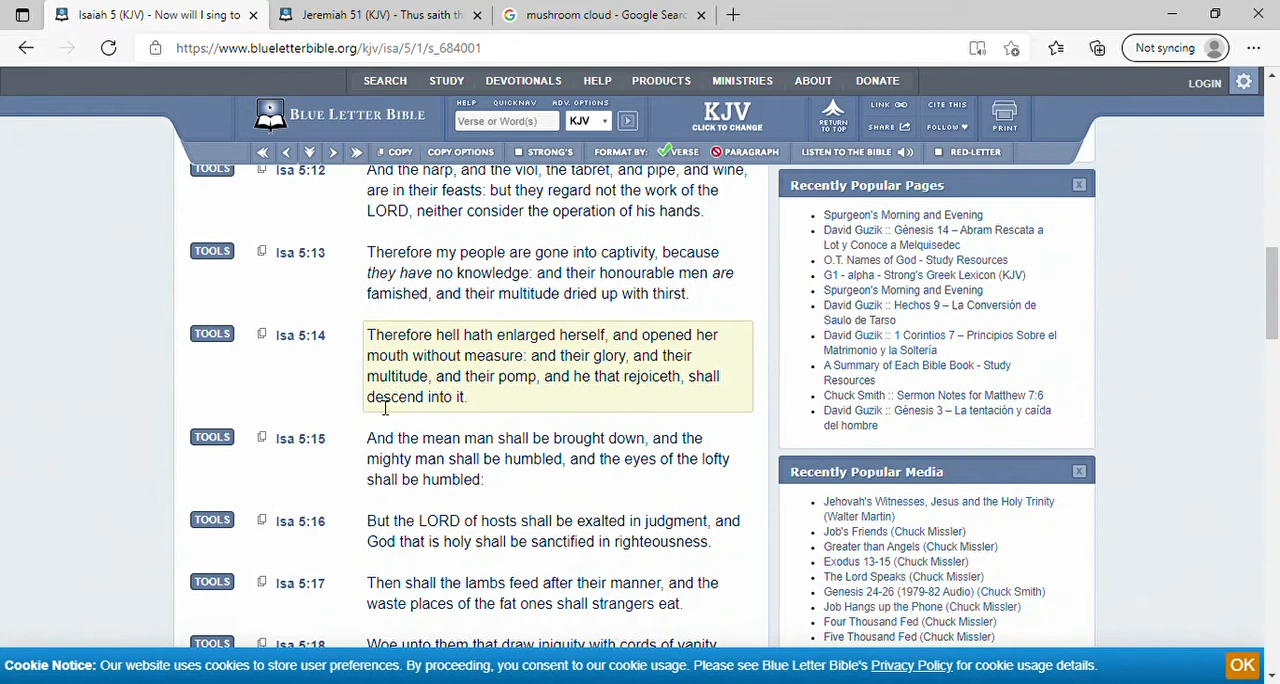 Isaiah 5 (KJV) - Now will I sing to
Jeremiah 51 (KJV) - Thus saith th
mushroom cloud - Google Searc
https://www.blueletterbible.org/kjv/isa/5/1/s_684001
Not syncing
SEARCH STUDY DEVOTIONALS HELP PRODUCTS MINISTRIES ABOUT DONATE
LOGIN
BLUE LETTER BIBLE
HELP QUICKNAV ADV. OPTIONS
Verse or Word(s) KJV
KJV
CLICK TO CHANGE
RETURN
TO TOP
LINK CITE THIS
SHARE FOLLOW
PRINT
COPY COPY OPTIONS STRONG'S FORMAT BY: VERSE PARAGRAPH LISTEN TO THE BIBLE RED-LETTER
TOOLS Isa 5:12 And the harp, and the viol, the tabret, and pipe, and wine,
are in their feasts: but they regard not the work of the
LORD, neither consider the operation of his hands.
TOOLS Isa 5:13 Therefore my people are gone into captivity, because
they have no knowledge: and their honourable men are
famished, and their multitude dried up with thirst.
TOOLS Isa 5:14 Therefore hell hath enlarged herself, and opened her
mouth without measure: and their glory, and their
multitude, and their pomp, and he that rejoiceth, shall
descend into it.
TOOLS Isa 5:15 And the mean man shall be brought down, and the
mighty man shall be humbled, and the eyes of the lofty
shall be humbled:
TOOLS Isa 5:16 But the LORD of hosts shall be exalted in judgment, and
God that is holy shall be sanctified in righteousness.
TOOLS Isa 5:17 Then shall the lambs feed after their manner, and the
waste places of the fat ones shall strangers eat.
TOOLS Isa 5:18 Woe unto them that draw iniquity with cords of vanity
Recently Popular Pages
Spurgeon's Morning and Evening
David Guzik :: Génesis 14 – Abram Rescata a
Lot y Conoce a Melquisedec
O.T. Names of God - Study Resources
G1 - alpha - Strong's Greek Lexicon (KJV)
Spurgeon's Morning and Evening
David Guzik :: Hechos 9 – La Conversión de
Saulo de Tarso
David Guzik :: 1 Corintios 7 – Principios Sobre el
Matrimonio y la Soltería
A Summary of Each Bible Book - Study
Resources
Chuck Smith :: Sermon Notes for Matthew 7:6
David Guzik :: Génesis 3 – La tentación y caída
del hombre
Recently Popular Media
Jehovah's Witnesses, Jesus and the Holy Trinity
(Walter Martin)
Job's Friends (Chuck Missler)
Greater than Angels (Chuck Missler)
Exodus 13-15 (Chuck Missler)
The Lord Speaks (Chuck Missler)
Genesis 24-26 (1979-82 Audio) (Chuck Smith)
Job Hangs up the Phone (Chuck Missler)
Four Thousand Fed (Chuck Missler)
Five Thousand Fed (Chuck Missler)
Cookie Notice: Our website uses cookies to store user preferences. By proceeding, you consent to our cookie usage. Please see Blue Letter Bible's Privacy Policy for cookie usage details.
OK